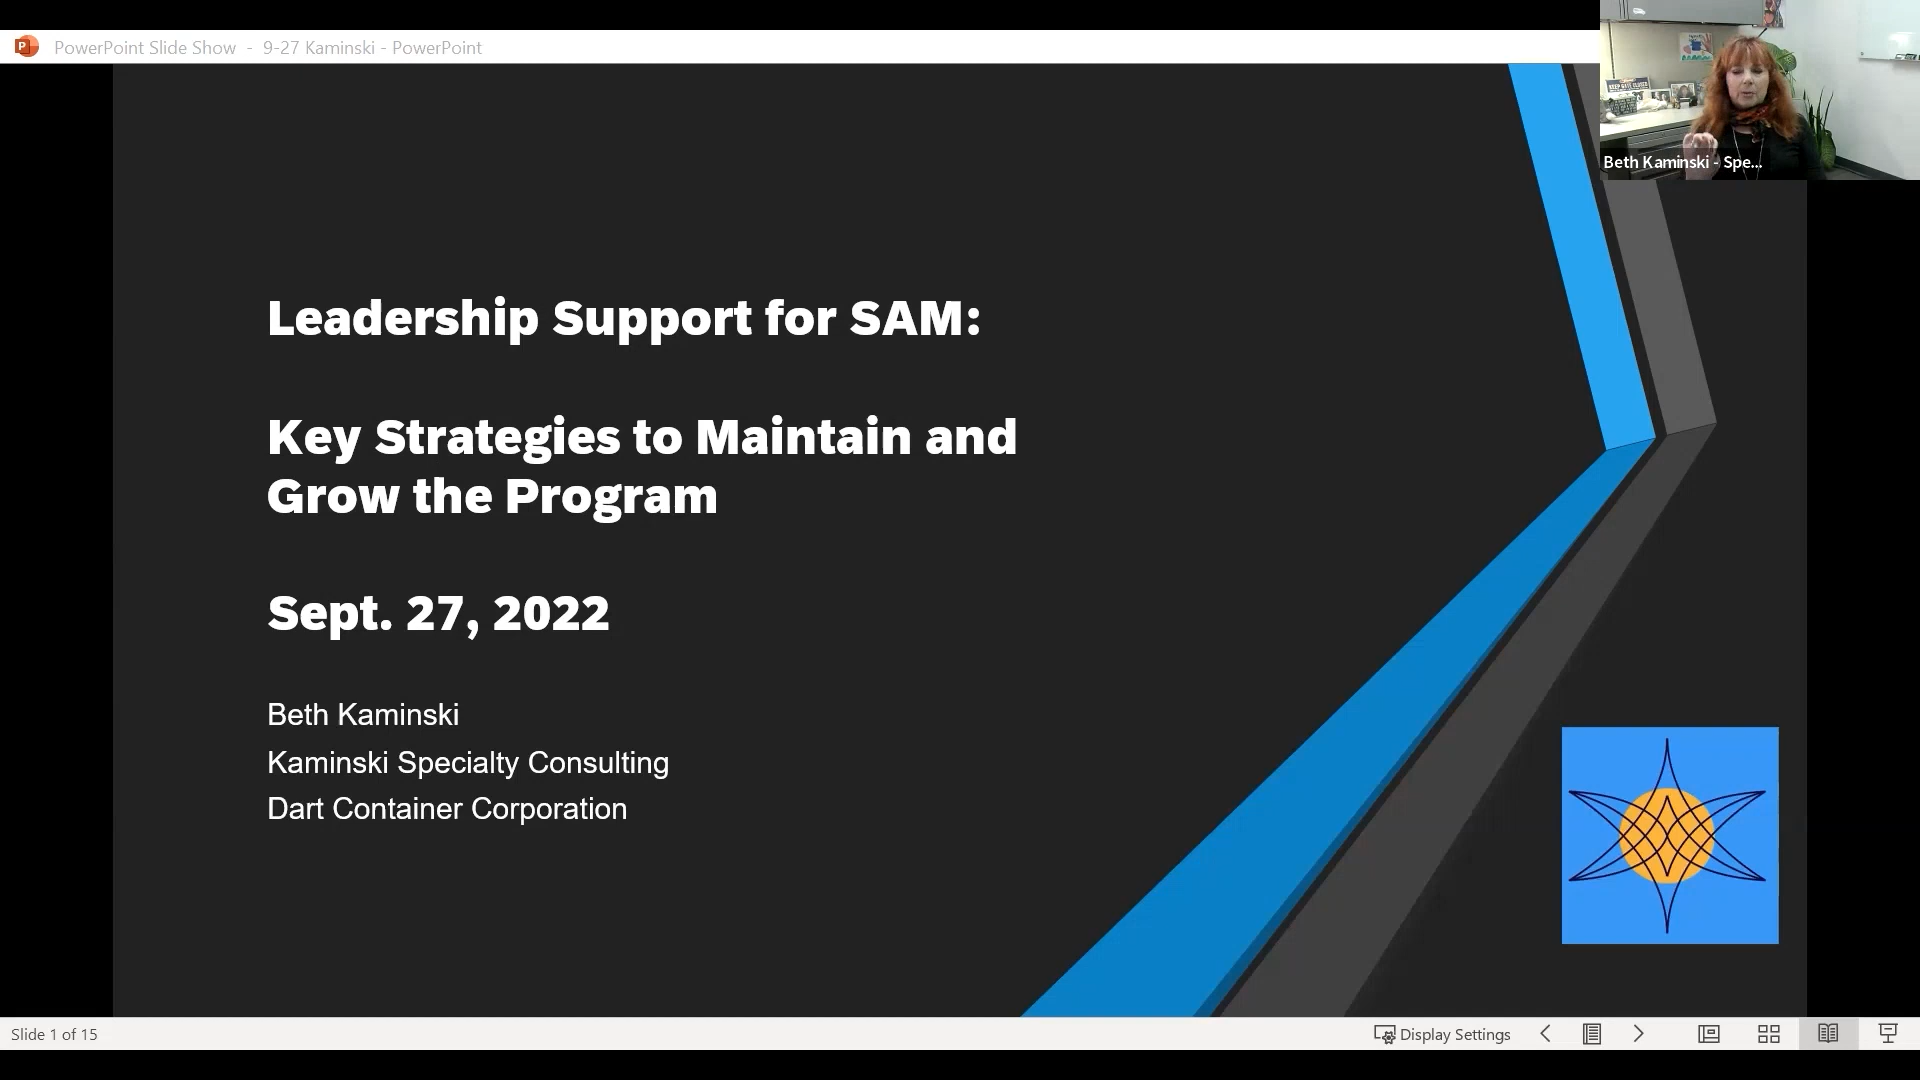 PowerPoint Slide Show - 9-27 Kaminski - PowerPoint
Beth Kaminski - Spe...
Leadership Support for SAM:
Key Strategies to Maintain and
Grow the Program
Sept. 27, 2022
Beth Kaminski
Kaminski Specialty Consulting
Dart Container Corporation
Slide 1 of 15
Display Settings